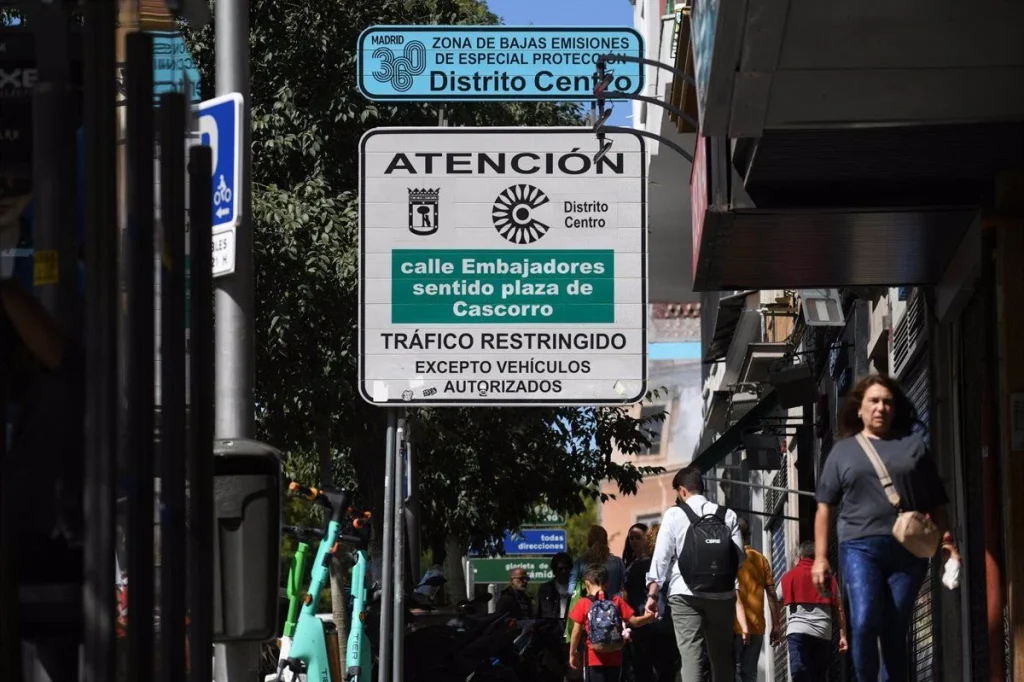 MADRID
360
ZONA DE BAJAS EMISIONES
DE ESPECIAL PROTECCIÓN
Distrito Centro
ATENCIÓN
Distrito
Centro
calle Embajadores
sentido plaza de
Cascorro
TRÁFICO RESTRINGIDO
EXCEPTO VEHÍCULOS
AUTORIZADOS
todas
direcciones
glorieta de